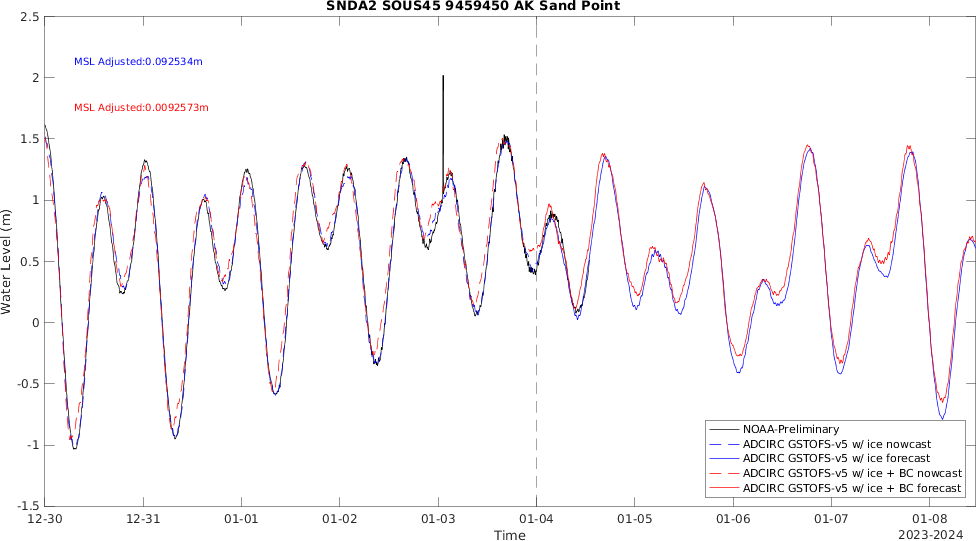 SNDA2 SOUS45 9459450 AK Sand Point
2.5
2
1.5
1
0.5
0
-0.5
-1
-1.5
Water Level (m)
MSL Adjusted:0.092534m
MSL Adjusted:0.0092573m
NOAA-Preliminary
ADCIRC GSTOFS-v5 w/ ice nowcast
ADCIRC GSTOFS-v5 w/ ice forecast
ADCIRC GSTOFS-v5 w/ ice + BC nowcast
ADCIRC GSTOFS-v5 w/ ice + BC forecast
12-30 12-31 01-01 01-02 01-03 01-04 01-05 01-06 01-07 01-08
Time
2023-2024